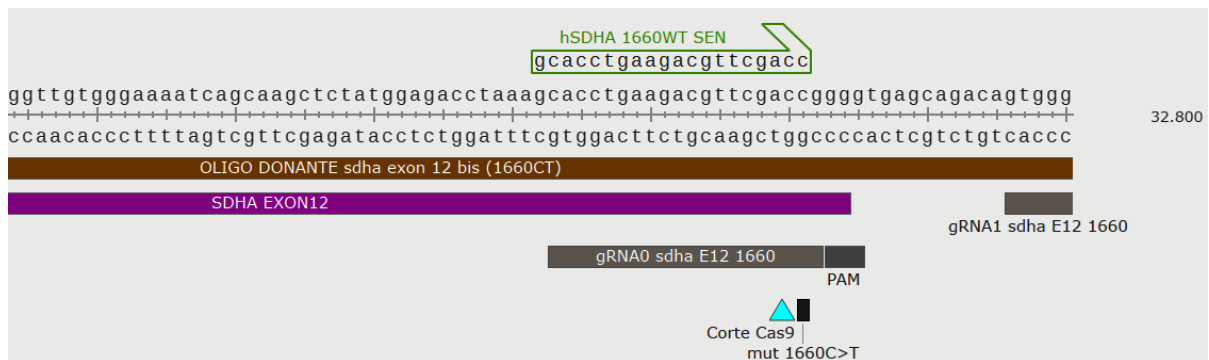 hSDHA 1660WT SEN
gcacctgaagacgttcgacc
ggttgtgggaaaatcagcaagctctatggagacctaaagcacctgaagacgttcgaccggggtgagcagacagtggg
32.800
ccaacacccttttagtcgttcgagatacctctggatttcgtggacttctgcaagctggccccactcgtctgtcaccc
OLIGO DONANTE sdha exon 12 bis (1660CT)
SDHA EXON12
gRNA1 sdha E12 1660
gRNA0 sdha E12 1660
PAM
Corte Cas9
mut 1660C>T